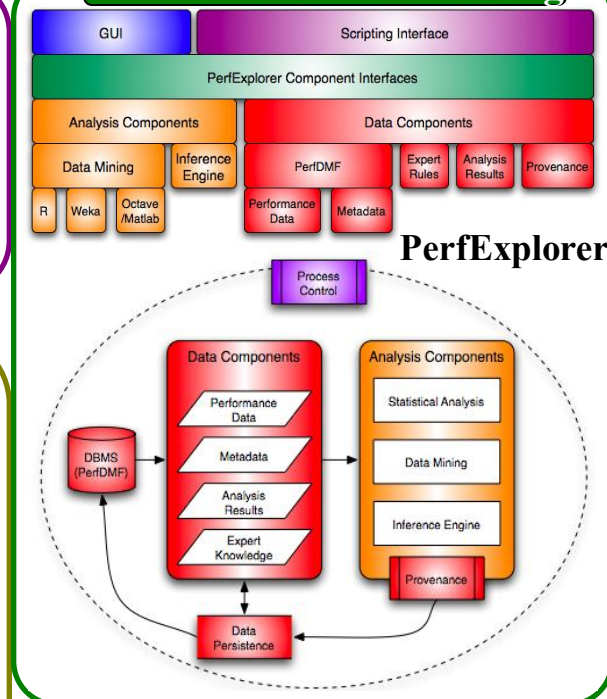 GUI
Scripting Interface
PerfExplorer Component Interfaces
Analysis Components
Data Components
Data Mining
Inference
Engine
PerfDMF
Expert
Rules
Analysis
Results
Provenance
R
Weka
Octave
/Matlab
Performance
Data
Metadata
PerfExplorer
Process
Control
Data Components
Analysis Components
Performance
Data
Statistical Analysis
DBMS
(PerfDMF)
Metadata
Data Mining
Analysis
Results
Expert
Knowledge
Inference Engine
Provenance
Data
Persistence